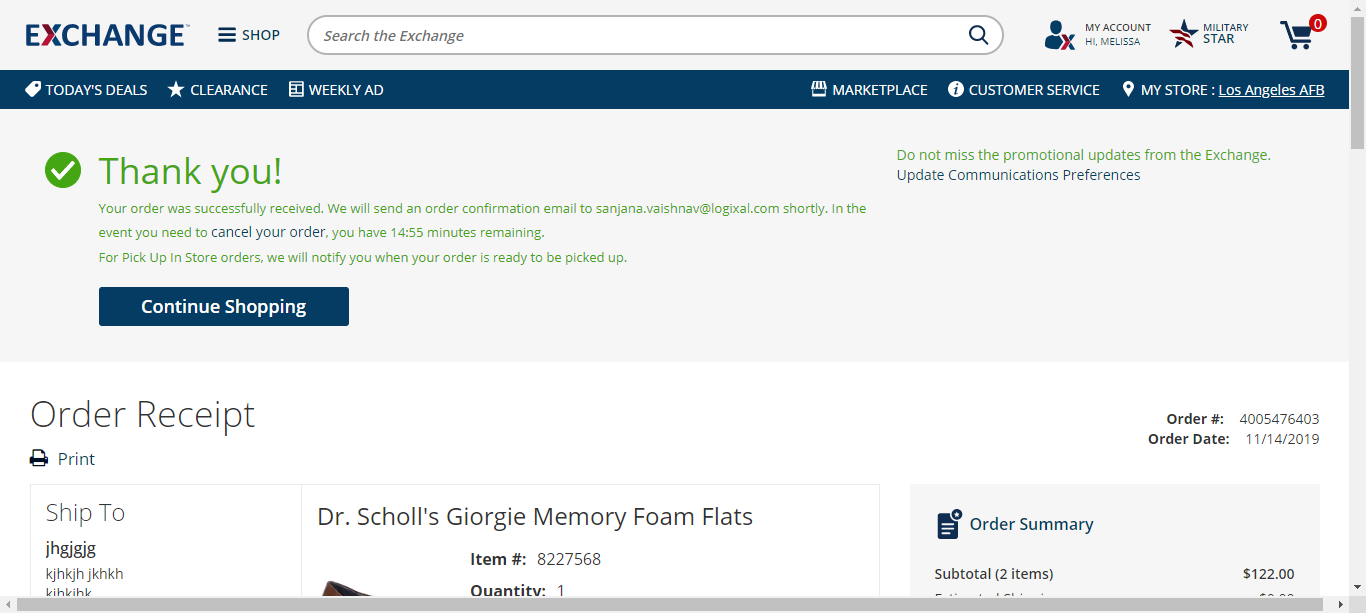 EXCHANGE
SHOP
Search the Exchange
MY ACCOUNT
HI, MELISSA
MILITARY
STAR
0
TODAY'S DEALS
CLEARANCE
WEEKLY AD
MARKETPLACE
CUSTOMER SERVICE
MY STORE : Los Angeles AFB
Thank you!
Your order was successfully received. We will send an order confirmation email to sanjana.vaishnav@logixal.com shortly. In the
event you need to cancel your order, you have 14:55 minutes remaining.
For Pick Up In Store orders, we will notify you when your order is ready to be picked up.
Continue Shopping
Do not miss the promotional updates from the Exchange.
Update Communications Preferences
Order Receipt
Print
Order #: 4005476403
Order Date: 11/14/2019
Ship To
jhgjgjg
kjhkjh jkhkh
Dr. Scholl's Giorgie Memory Foam Flats
Item #: 8227568
Quantity: 1
Order Summary
Subtotal (2 items) $122.00